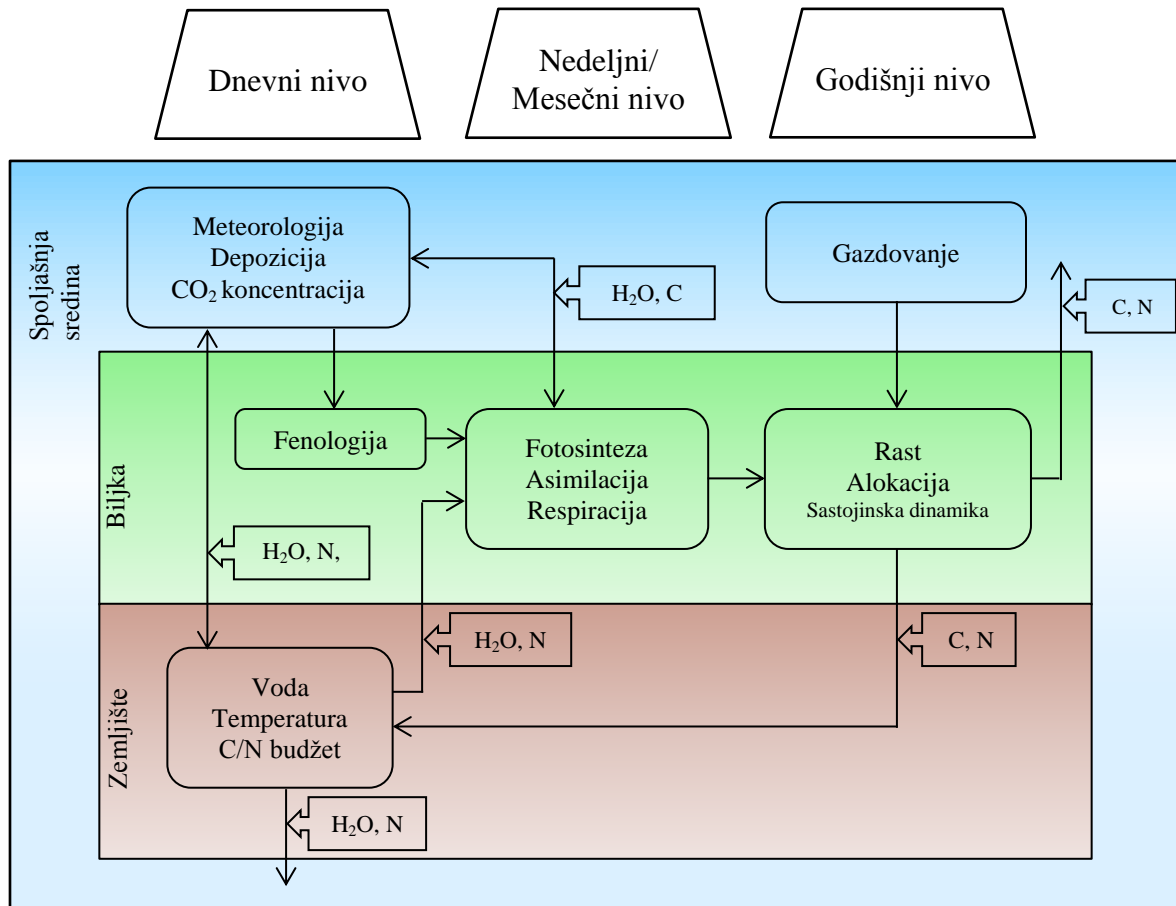 Dnevni nivo
Nedeljni/
Mesečni nivo
Godišnji nivo
Spoljašnja
sredina
Meteorologija
Depozicija
CO₂ koncentracija
Gazdovanje
H₂O, C
C, N
Biljka
Fenologija
Fotosinteza
Asimilacija
Respiracija
Rast
Alokacija
Sastojinska dinamika
H₂O, N,
Zemljište
H₂O, N
C, N
Voda
Temperatura
C/N budžet
H₂O, N